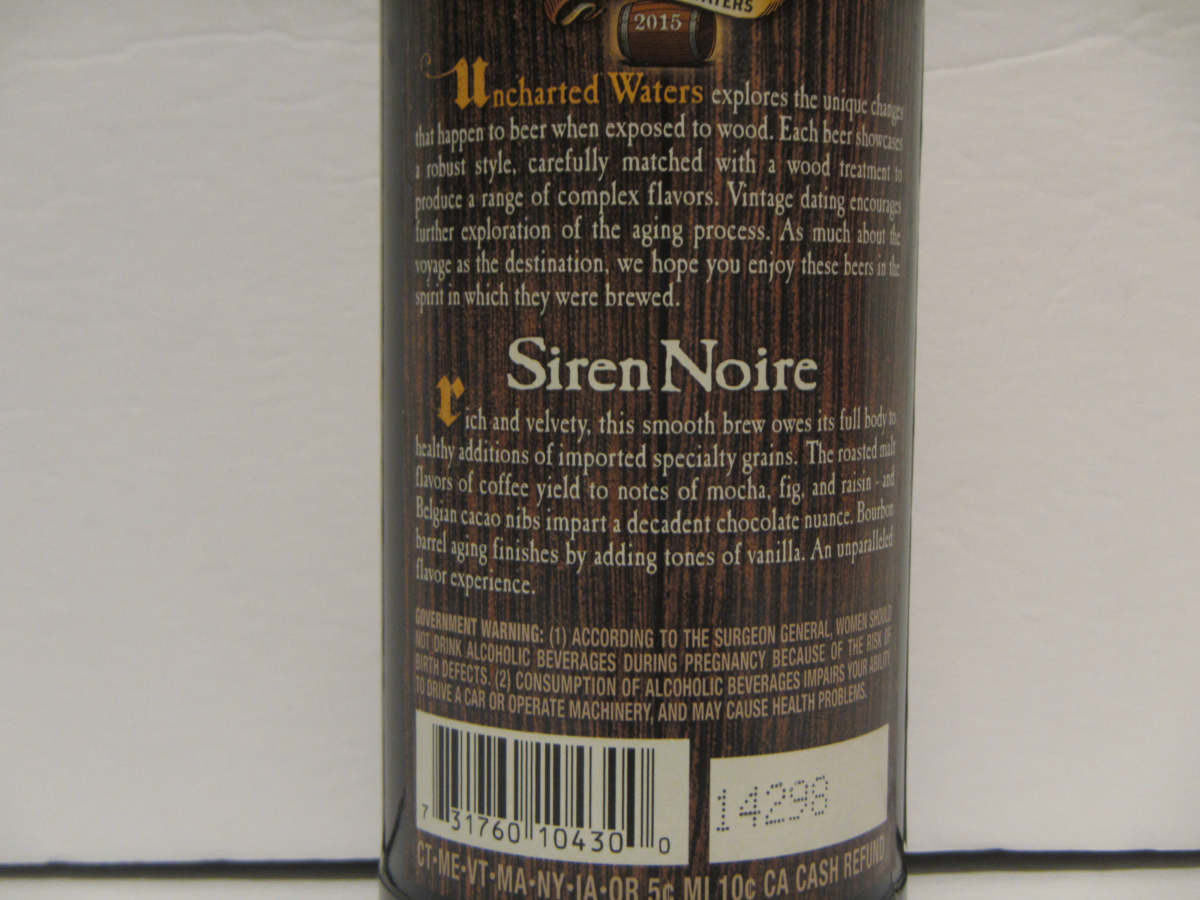 2015
Uncharted Waters explores the unique changes
that happen to beer when exposed to wood. Each beer showcases
a robust style, carefully matched with a wood treatment to
produce a range of complex flavors. Vintage dating encourages
further exploration of the aging process. As much about the
voyage as the destination, we hope you enjoy these beers in the
spirit in which they were brewed.
Siren Noire
rich and velvety, this smooth brew owes its full body to
healthy additions of imported specialty grains. The roasted malt
flavors of coffee yield to notes of mocha, fig, and raisin - and
Belgian cacao nibs impart a decadent chocolate nuance. Bourbon
barrel aging finishes by adding tones of vanilla. An unparalleled
flavor experience.
GOVERNMENT WARNING: (1) ACCORDING TO THE SURGEON GENERAL, WOMEN SHOULD
NOT DRINK ALCOHOLIC BEVERAGES DURING PREGNANCY BECAUSE OF THE RISK OF
BIRTH DEFECTS. (2) CONSUMPTION OF ALCOHOLIC BEVERAGES IMPAIRS YOUR ABILITY
TO DRIVE A CAR OR OPERATE MACHINERY, AND MAY CAUSE HEALTH PROBLEMS.
7 31760 10430 0
14298
CT•ME•VT•MA•NY•IA•OR 5¢ MI 10¢ CA CASH REFUND